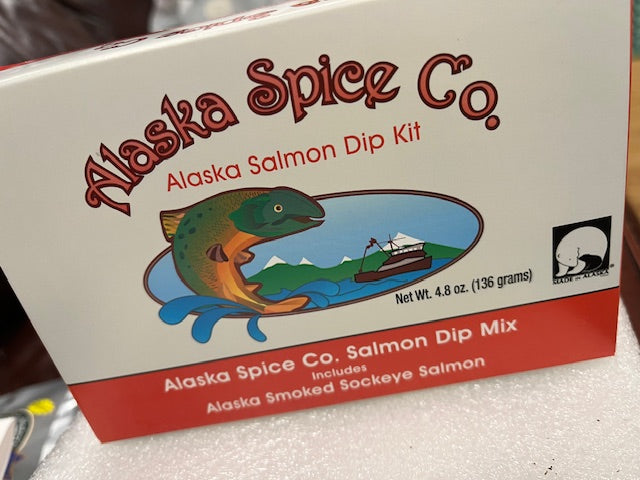 Alaska Spice Co.
Alaska Salmon Dip Kit
Net Wt. 4.8 oz. (136 grams)
MADE IN ALASKA
Alaska Spice Co. Salmon Dip Mix
Includes
Alaska Smoked Sockeye Salmon